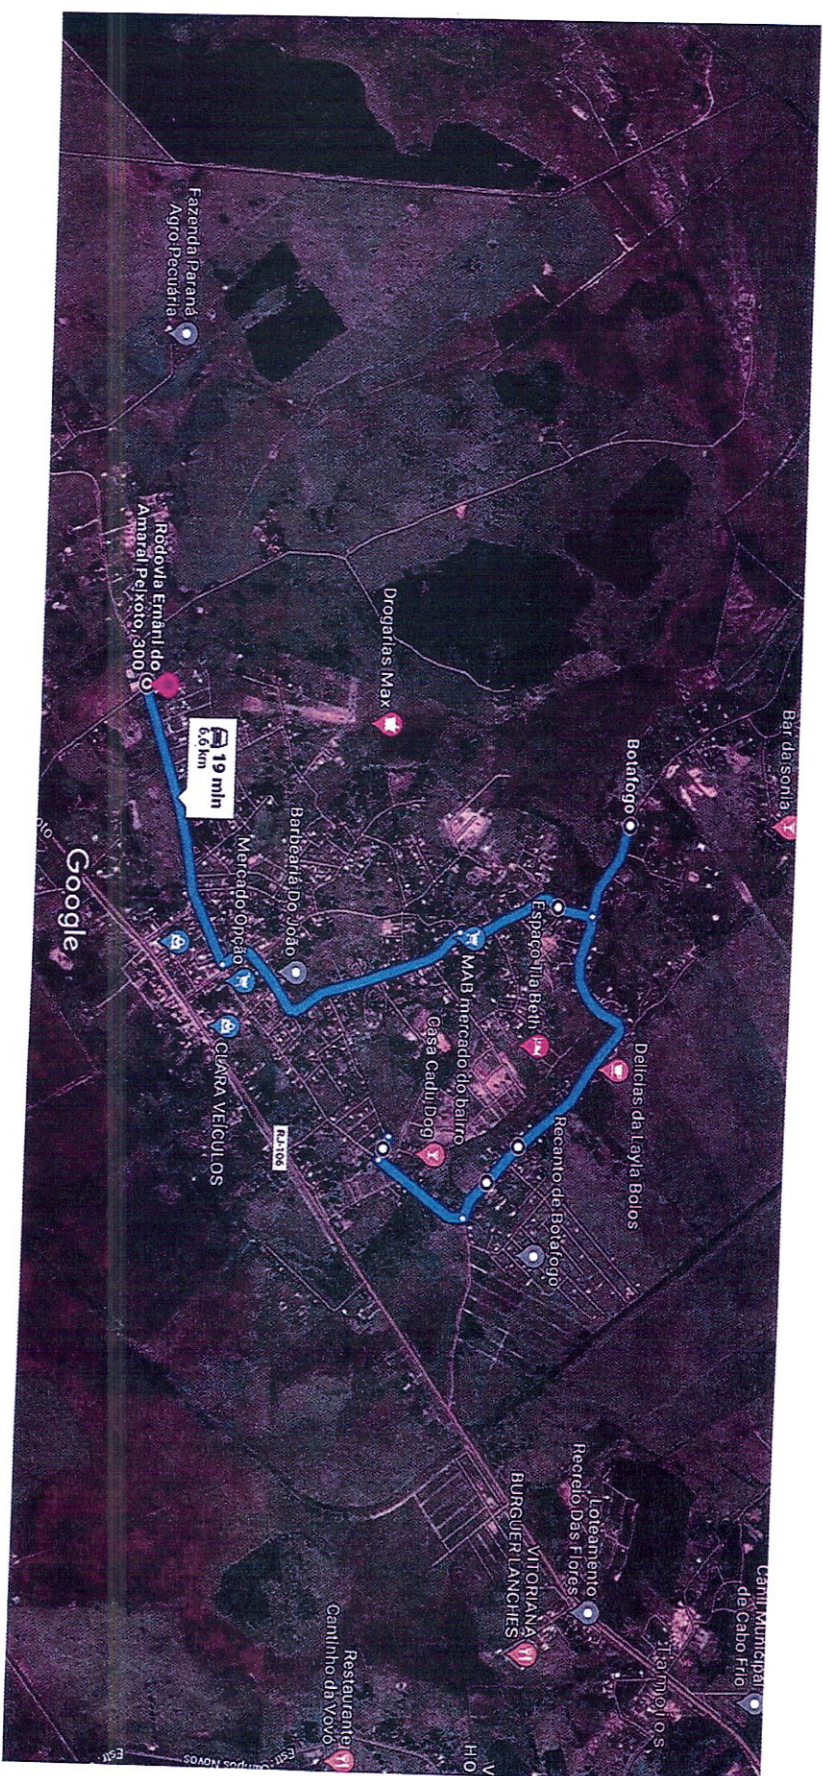 Fazenda Paraná
Agro-Pecuária
Rodovia Ernâni do
Amaral Peixoto, 300
Drogarias Max
Bar da sonia
19 min
6,6 km
Botafogo
Barbearia Do João
Mercado Opção
Google
Espaço Tia Beth
MAB mercado do bairro
Casa Cadu Dog
CLARA VEÍCULOS
Delícias da Layla Bolos
Recanto de Botafogo
RJ-106
Loteamento
Recreio Das Flores
VITORIANA
BURGUER LANCHES
Canil Municipal
de Cabo Frio
Restaurante
Cantinho da Vovó